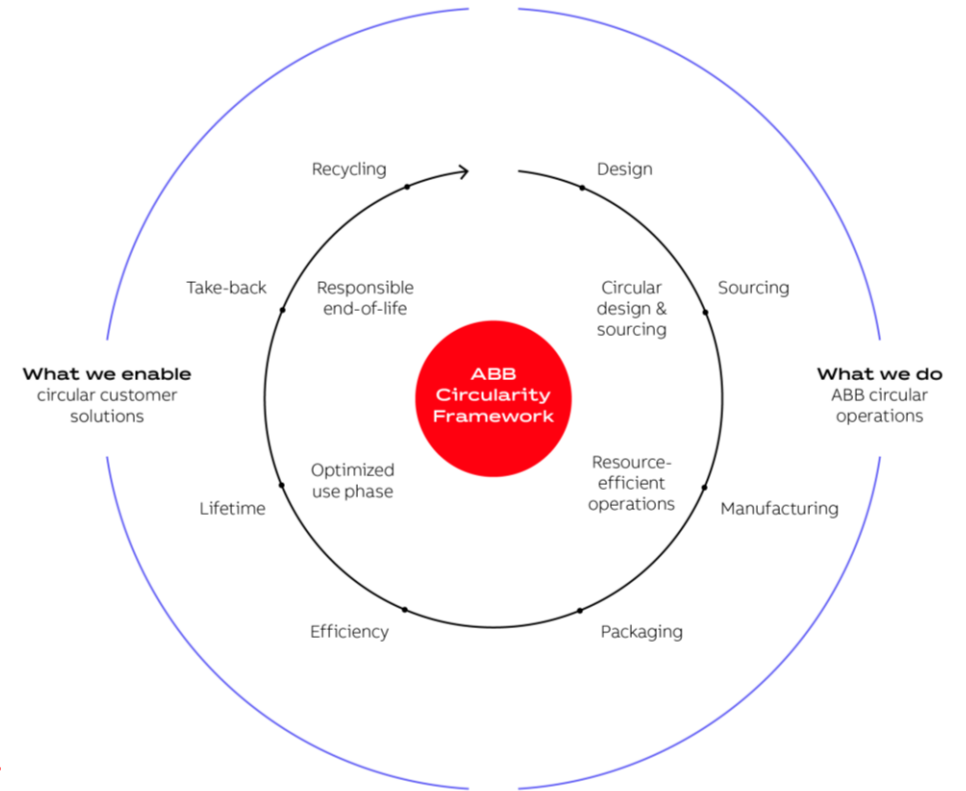 Recycling
Design
Take-back
Responsible
end-of-life
Circular
design &
sourcing
Sourcing
What we enable
circular customer
solutions
ABB
Circularity
Framework
What we do
ABB circular
operations
Optimized
use phase
Resource-
efficient
operations
Lifetime
Manufacturing
Efficiency
Packaging